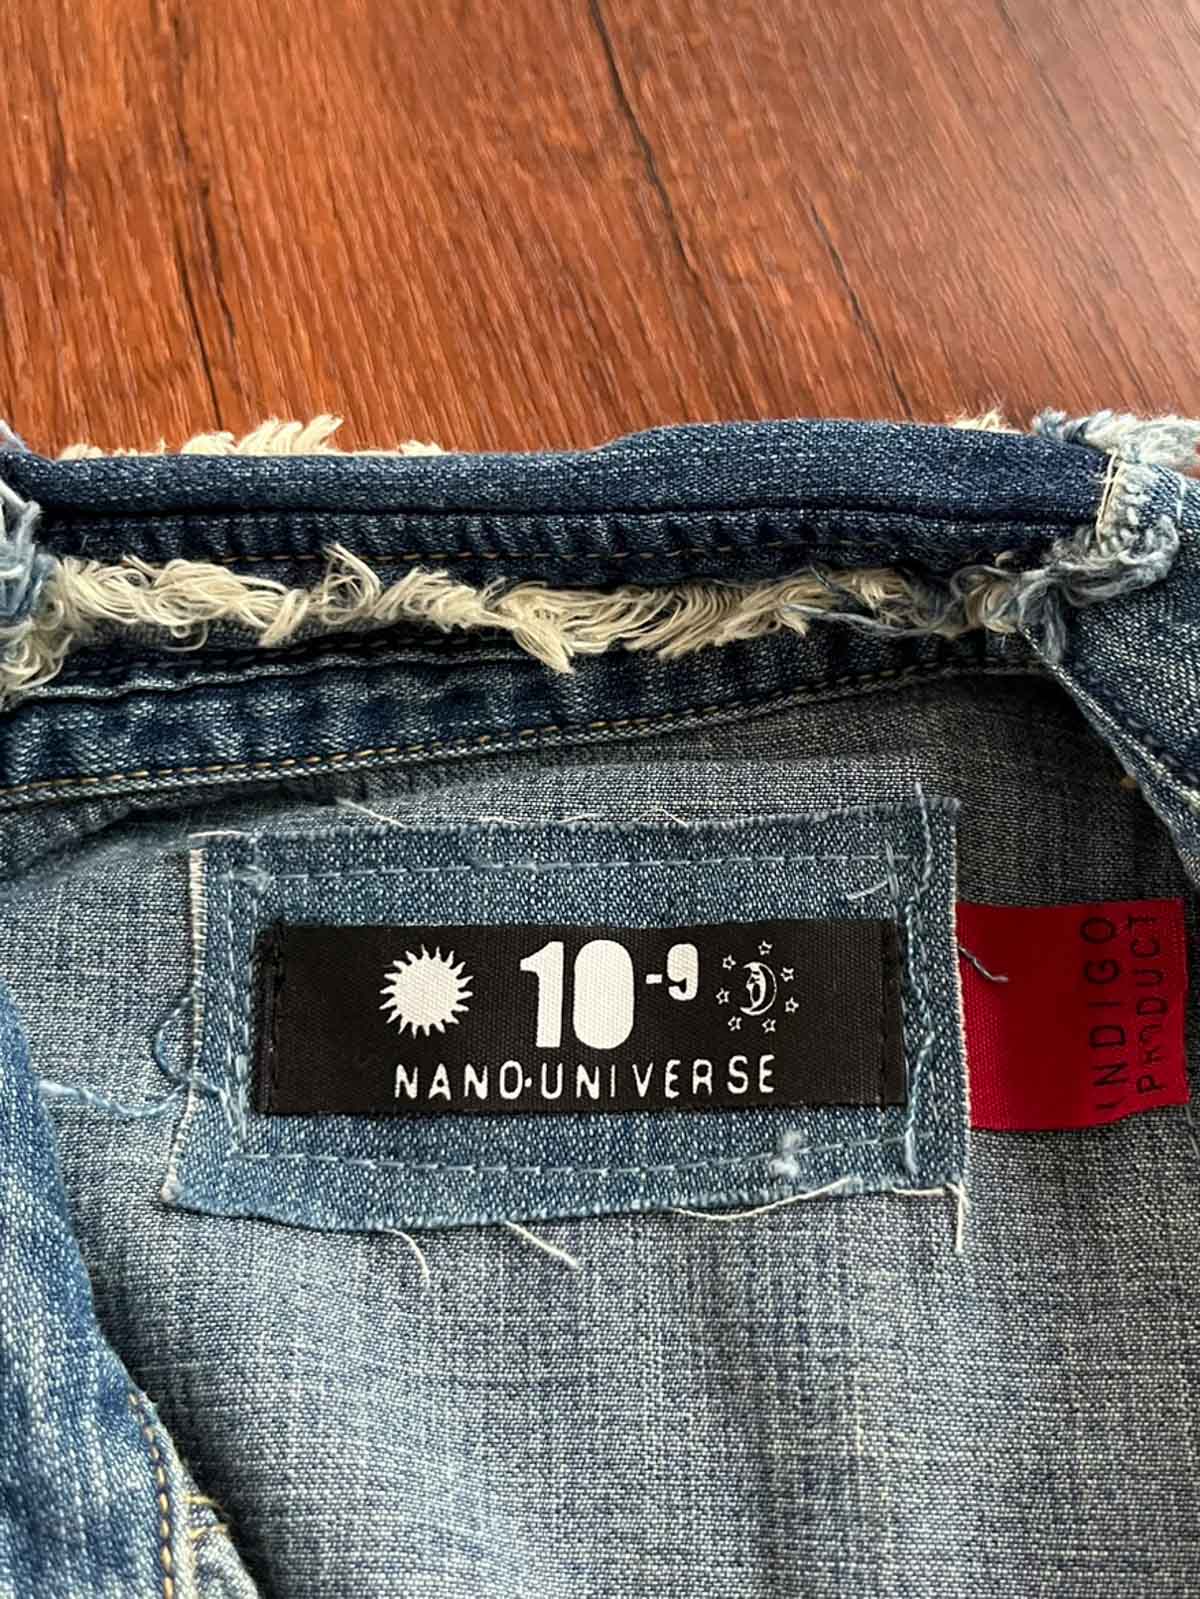 10-9
NANO·UNIVERSE
INDIGO
PRODUCT